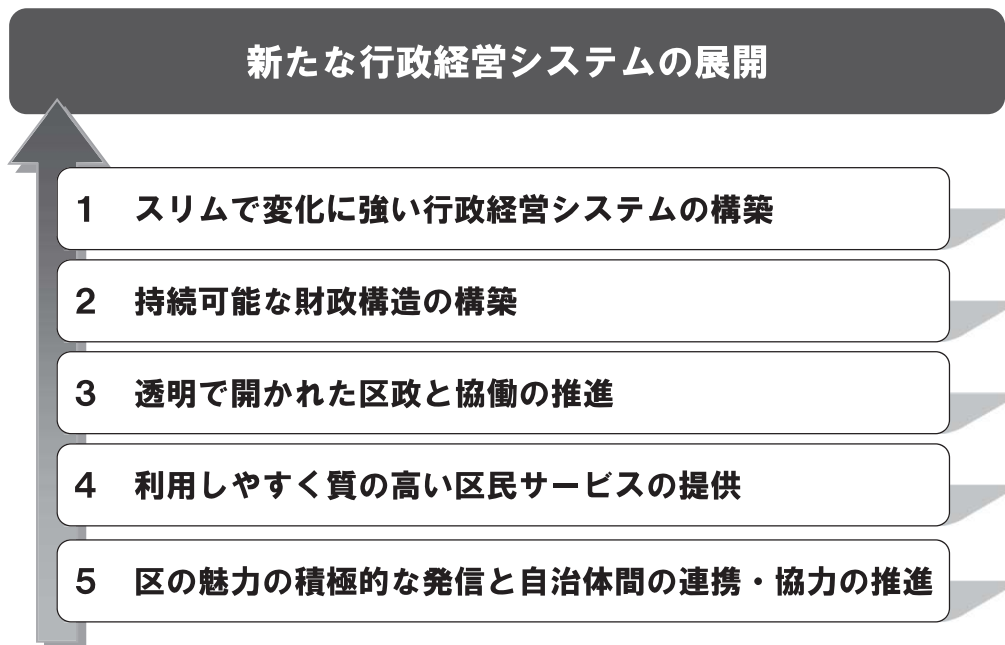 新たな行政経営システムの展開
1 スリムで変化に強い行政経営システムの構築
2 持続可能な財政構造の構築
3 透明で開かれた区政と協働の推進
4 利用しやすく質の高い区民サービスの提供
5 区の魅力の積極的な発信と自治体間の連携・協力の推進